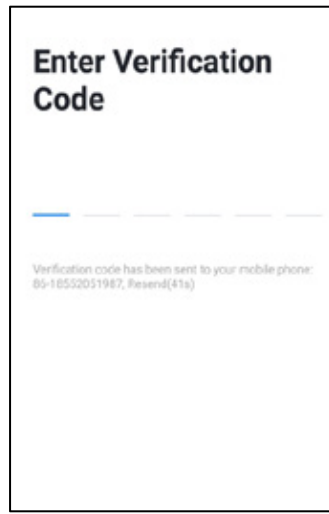 Enter Verification
Code
Verification code has been sent to your mobile phone:
86-18552051987, Resend(41s)